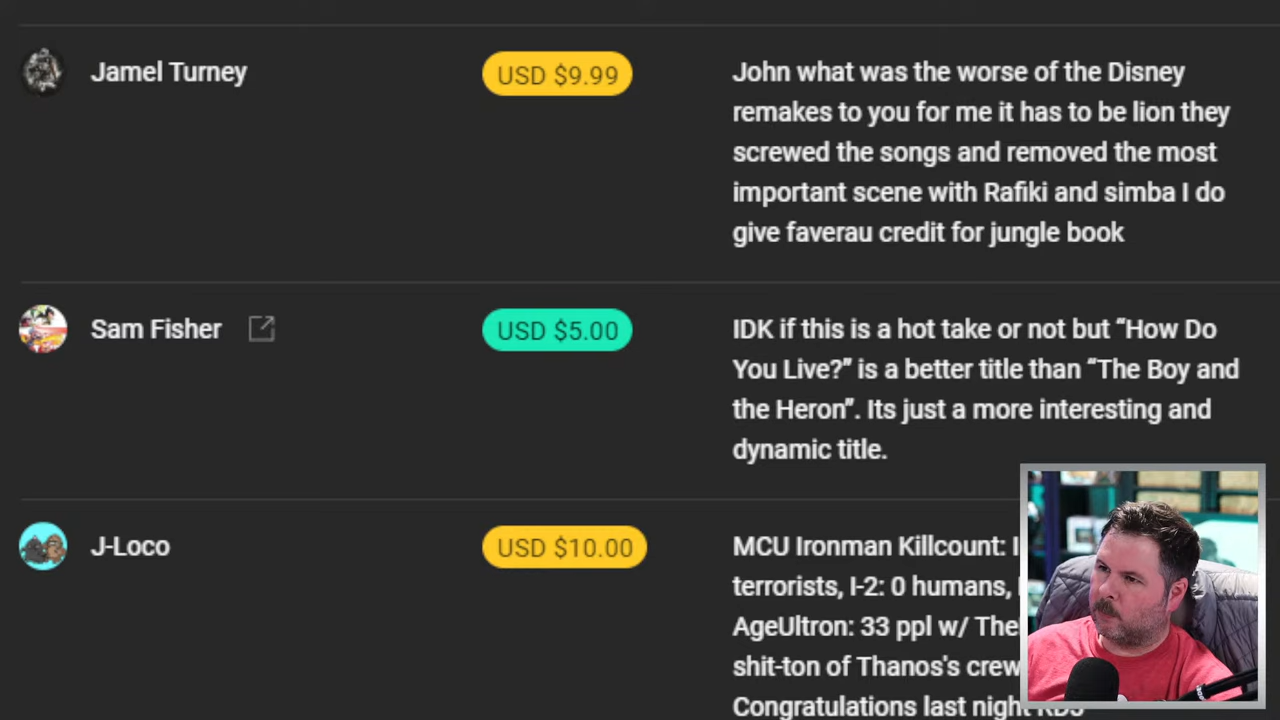 Jamel Turney
USD $9.99
John what was the worse of the Disney
remakes to you for me it has to be lion they
screwed the songs and removed the most
important scene with Rafiki and simba I do
give faverau credit for jungle book
Sam Fisher
USD $5.00
IDK if this is a hot take or not but “How Do
You Live?” is a better title than “The Boy and
the Heron”. Its just a more interesting and
dynamic title.
J-Loco
USD $10.00
MCU Ironman Killcount:
terrorists, I-2: 0 humans,
AgeUltron: 33 ppl w/
shit-ton of Thanos's crew
Congratulations last night RDJ